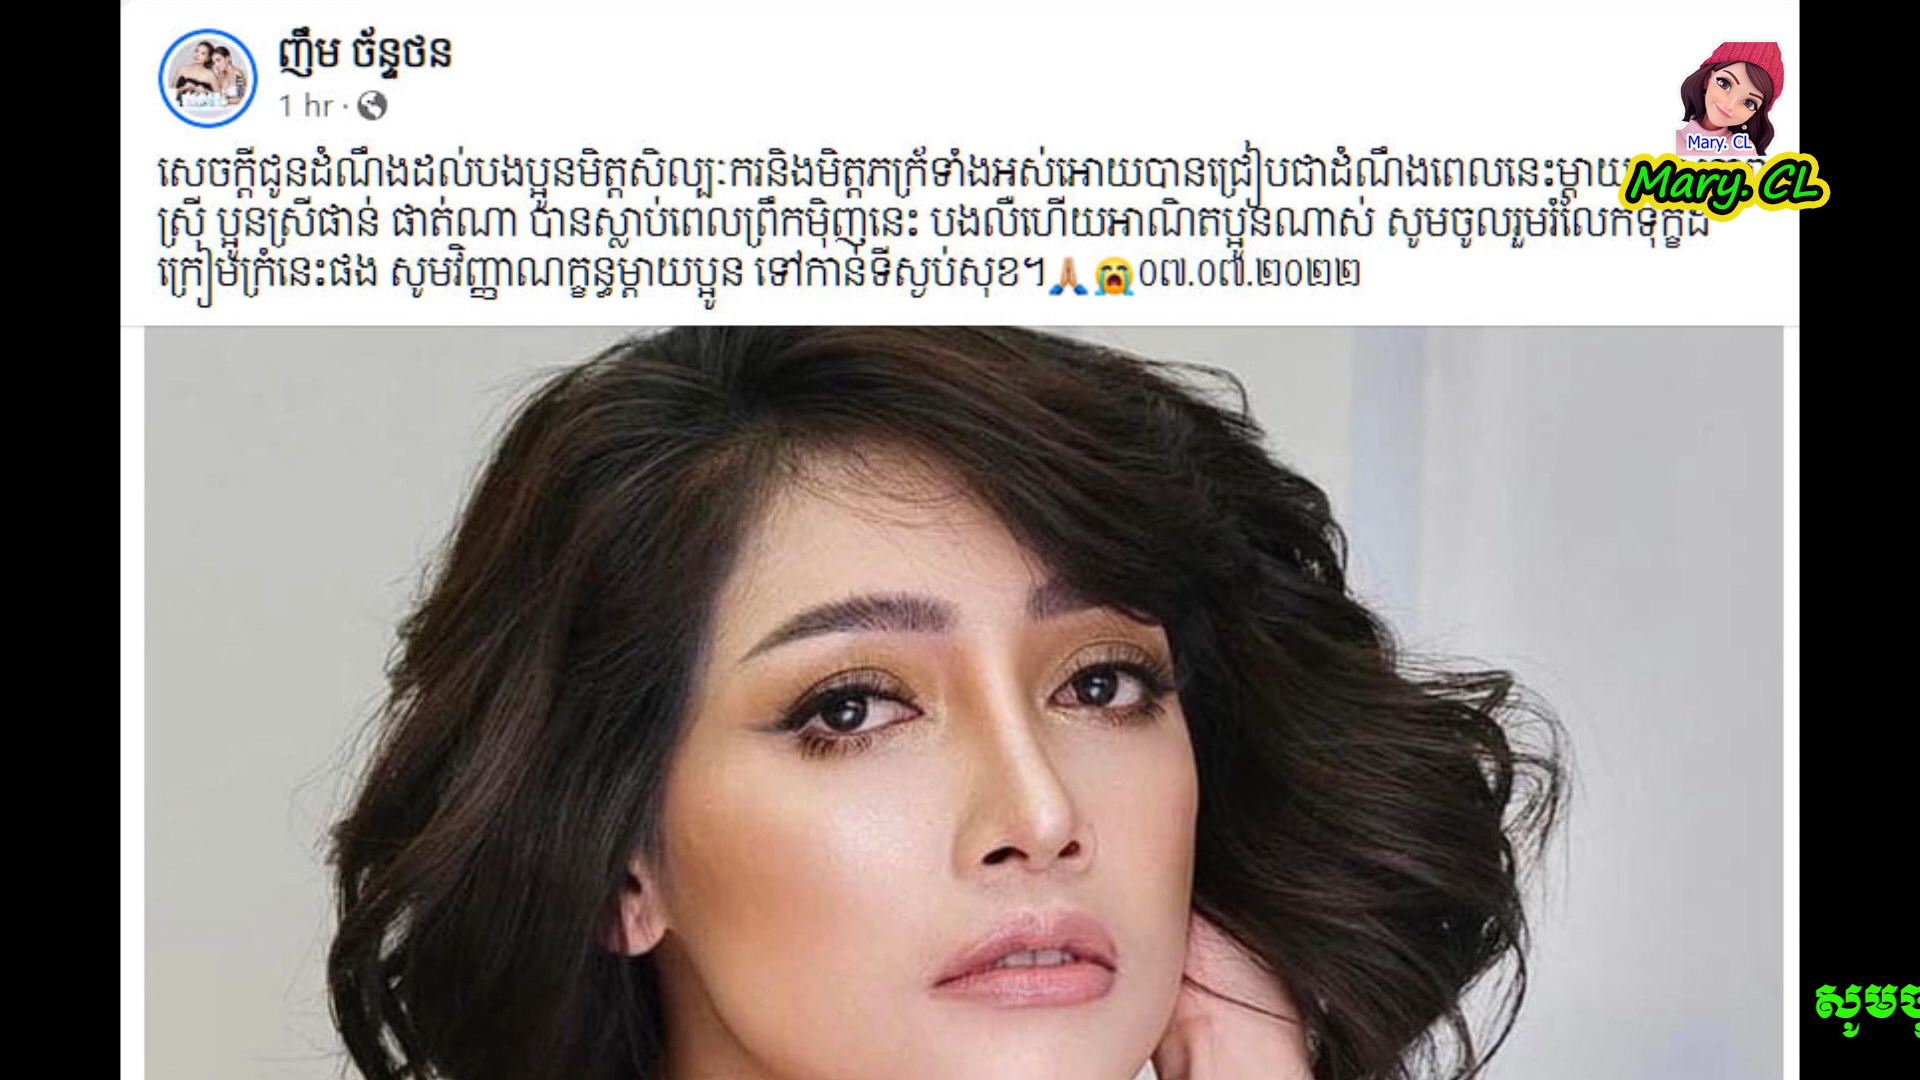 ញឹម ច័ន្ទថន
1 hr ·
Mary. CL
Mary. CL
សេចក្តីជូនដំណឹងដល់បងប្អូនមិត្តសិល្បៈករនិងមិត្តភក្រ័ទាំងអស់អោយបានជ្រៀបជាដំណឹងពេលនេះម្តាយ
ស្រី ប្អូនស្រីផាន់ ផាត់ណា បានស្លាប់ពេលព្រឹកម៉ិញនេះ បងលឺហើយអាណិតប្អូនណាស់ សូមចូលរួមរំលែកទុក្ខដ៏
ក្រៀមក្រំនេះផង សូមវិញ្ញាណក្ខន្ធម្តាយប្អូន ទៅកាន់ទីស្ងប់សុខ។🙏🏼😭០៧.០៧.២០២២